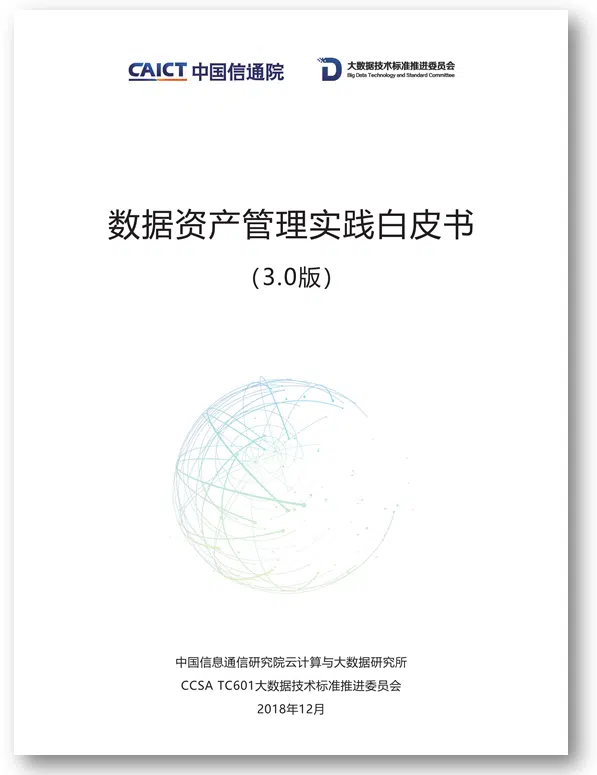 CAICT 中国信通院
大数据技术标准推进委员会
Big Data Technology and Standard Committee
数据资产管理实践白皮书
（3.0版）
中国信息通信研究院云计算与大数据研究所
CCSA TC601大数据技术标准推进委员会
2018年12月